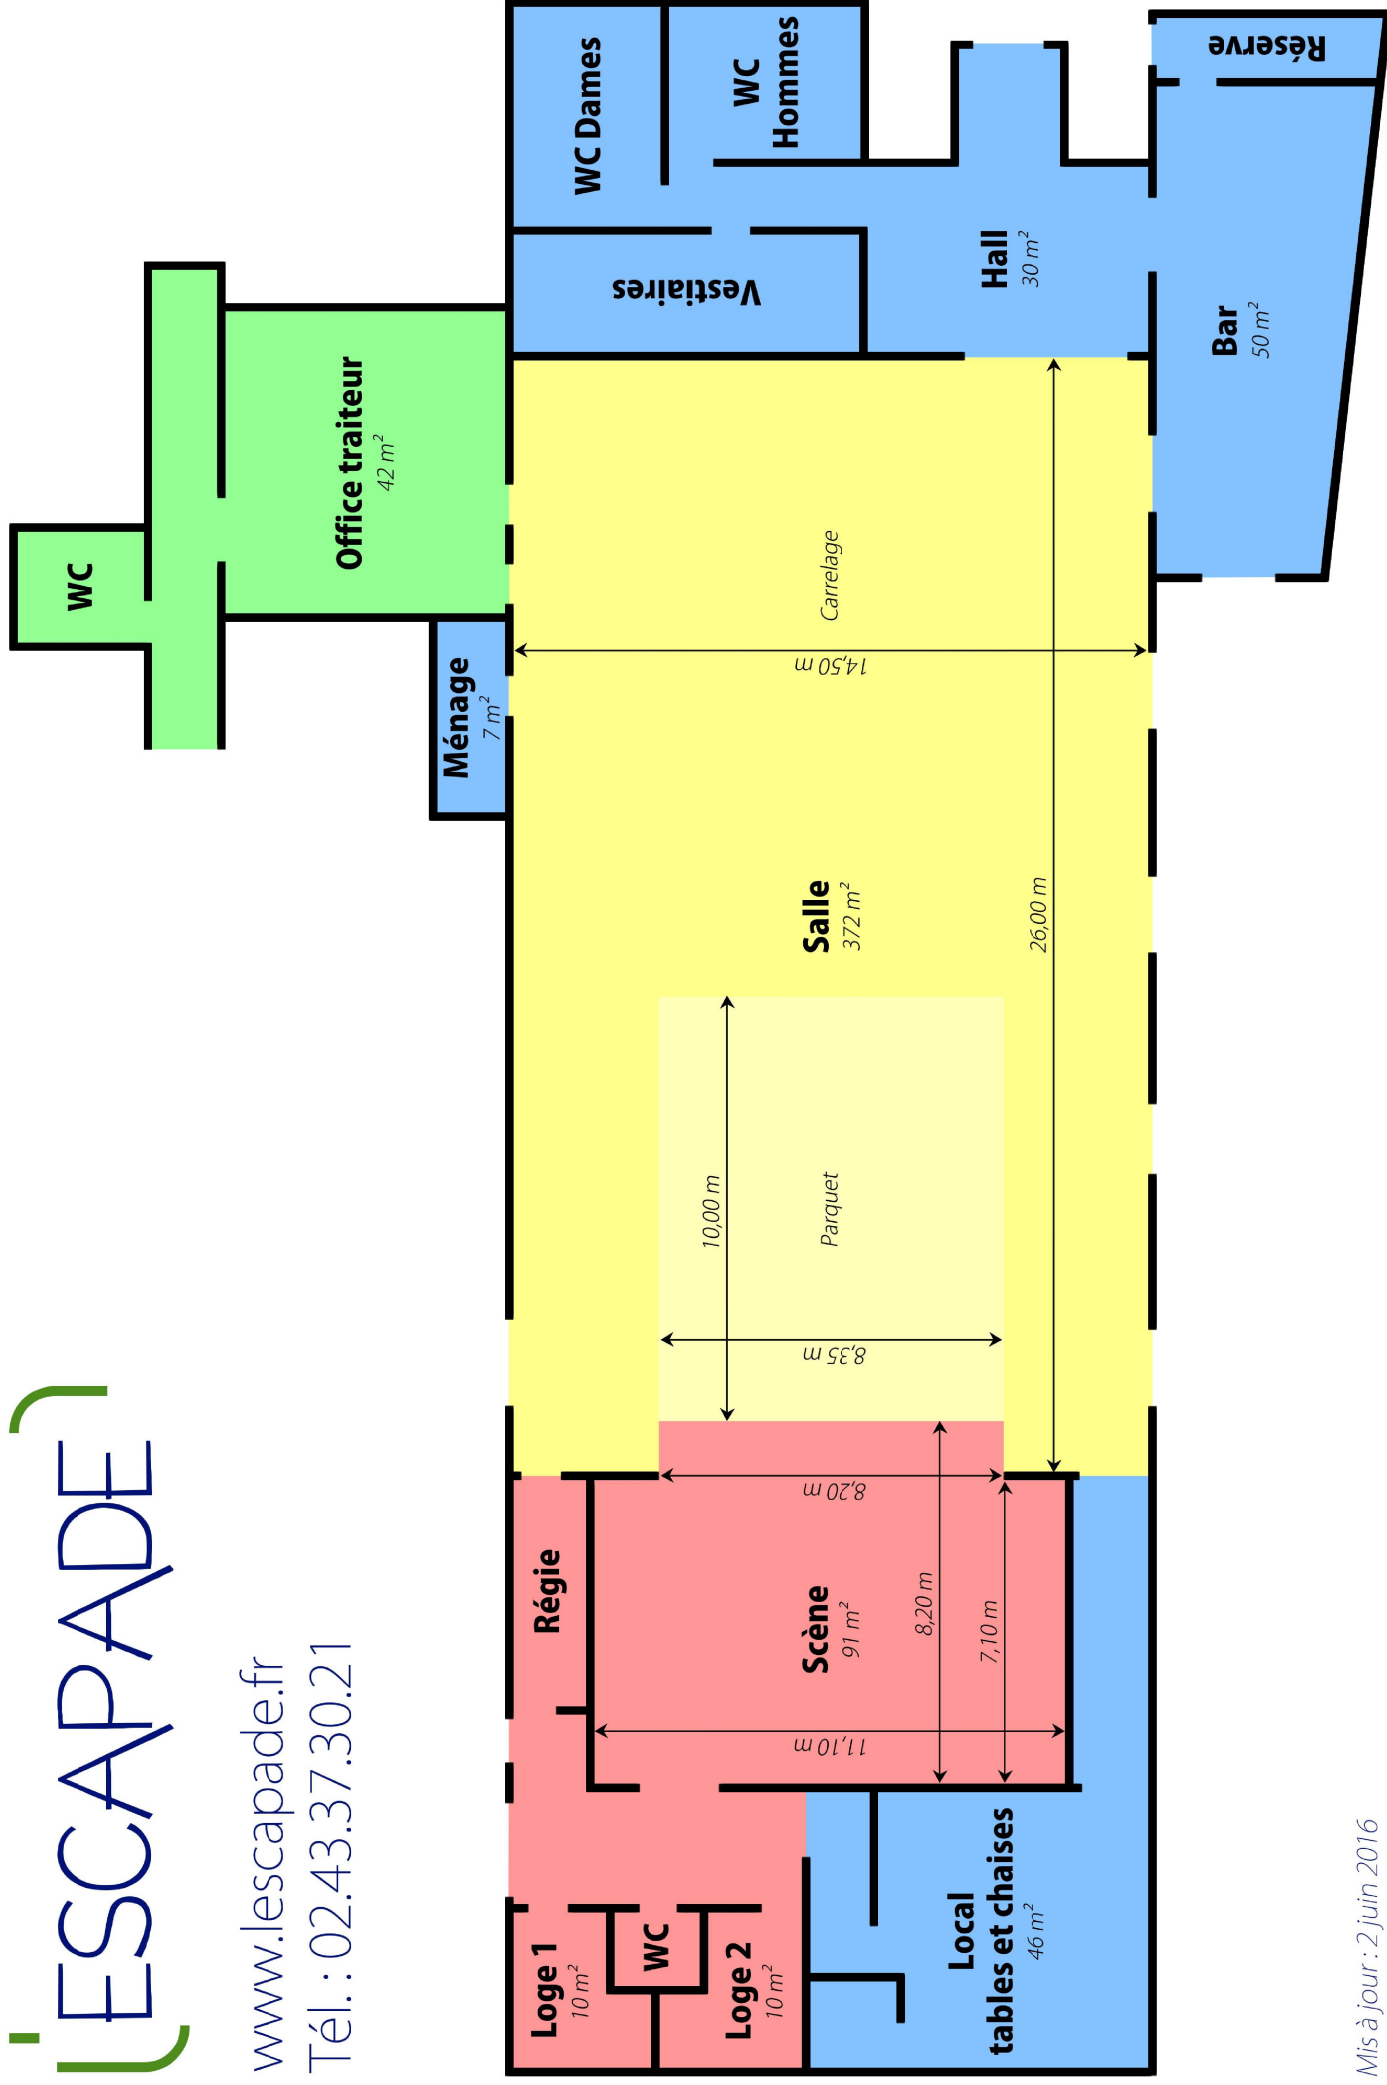 L'ESCAPADE
www.lescapade.fr
Tél. : 02.43.37.30.21
WC
Office traiteur
42 m²
Ménage
7 m²
WC Dames
WC
Hommes
Vestiaires
Hall
30 m²
Réserve
Bar
50 m²
Carrelage
14,50 m
Salle
372 m²
26,00 m
10,00 m
Parquet
8,35 m
8,20 m
Régie
Scène
91 m²
8,20 m
7,10 m
11,10 m
Loge 1
10 m²
WC
Loge 2
10 m²
Local
tables et chaises
46 m²
Mis à jour : 2 juin 2016